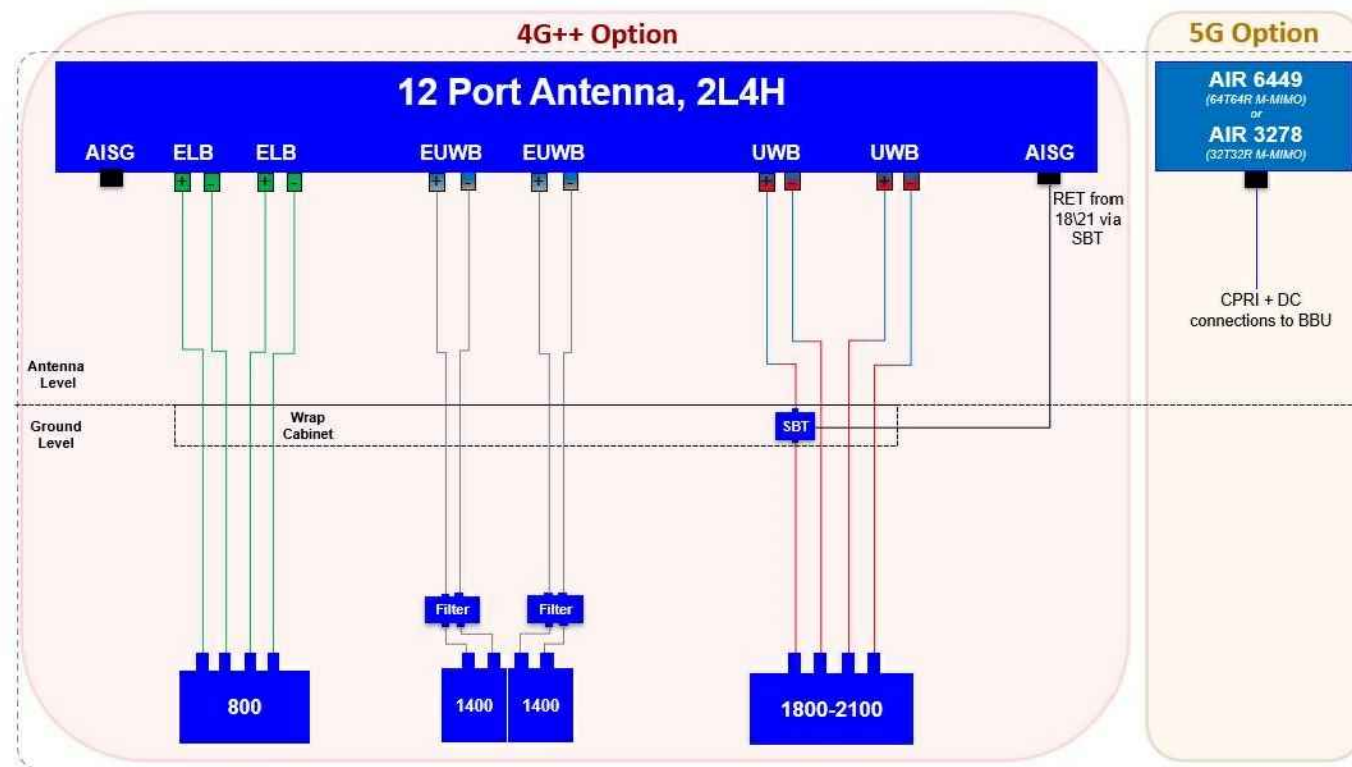 4G++ Option
5G Option
12 Port Antenna, 2L4H
AISG
ELB
ELB
EUWB
EUWB
UWB
UWB
AISG
+
-
+
-
+
-
+
-
+
-
+
-
AIR 6449
(64T64R M-MIMO)
or
AIR 3278
(32T32R M-MIMO)
RET from
18\21 via
SBT
CPRI + DC
connections to BBU
Antenna
Level
Ground
Level
Wrap
Cabinet
SBT
Filter
Filter
800
1400
1400
1800-2100